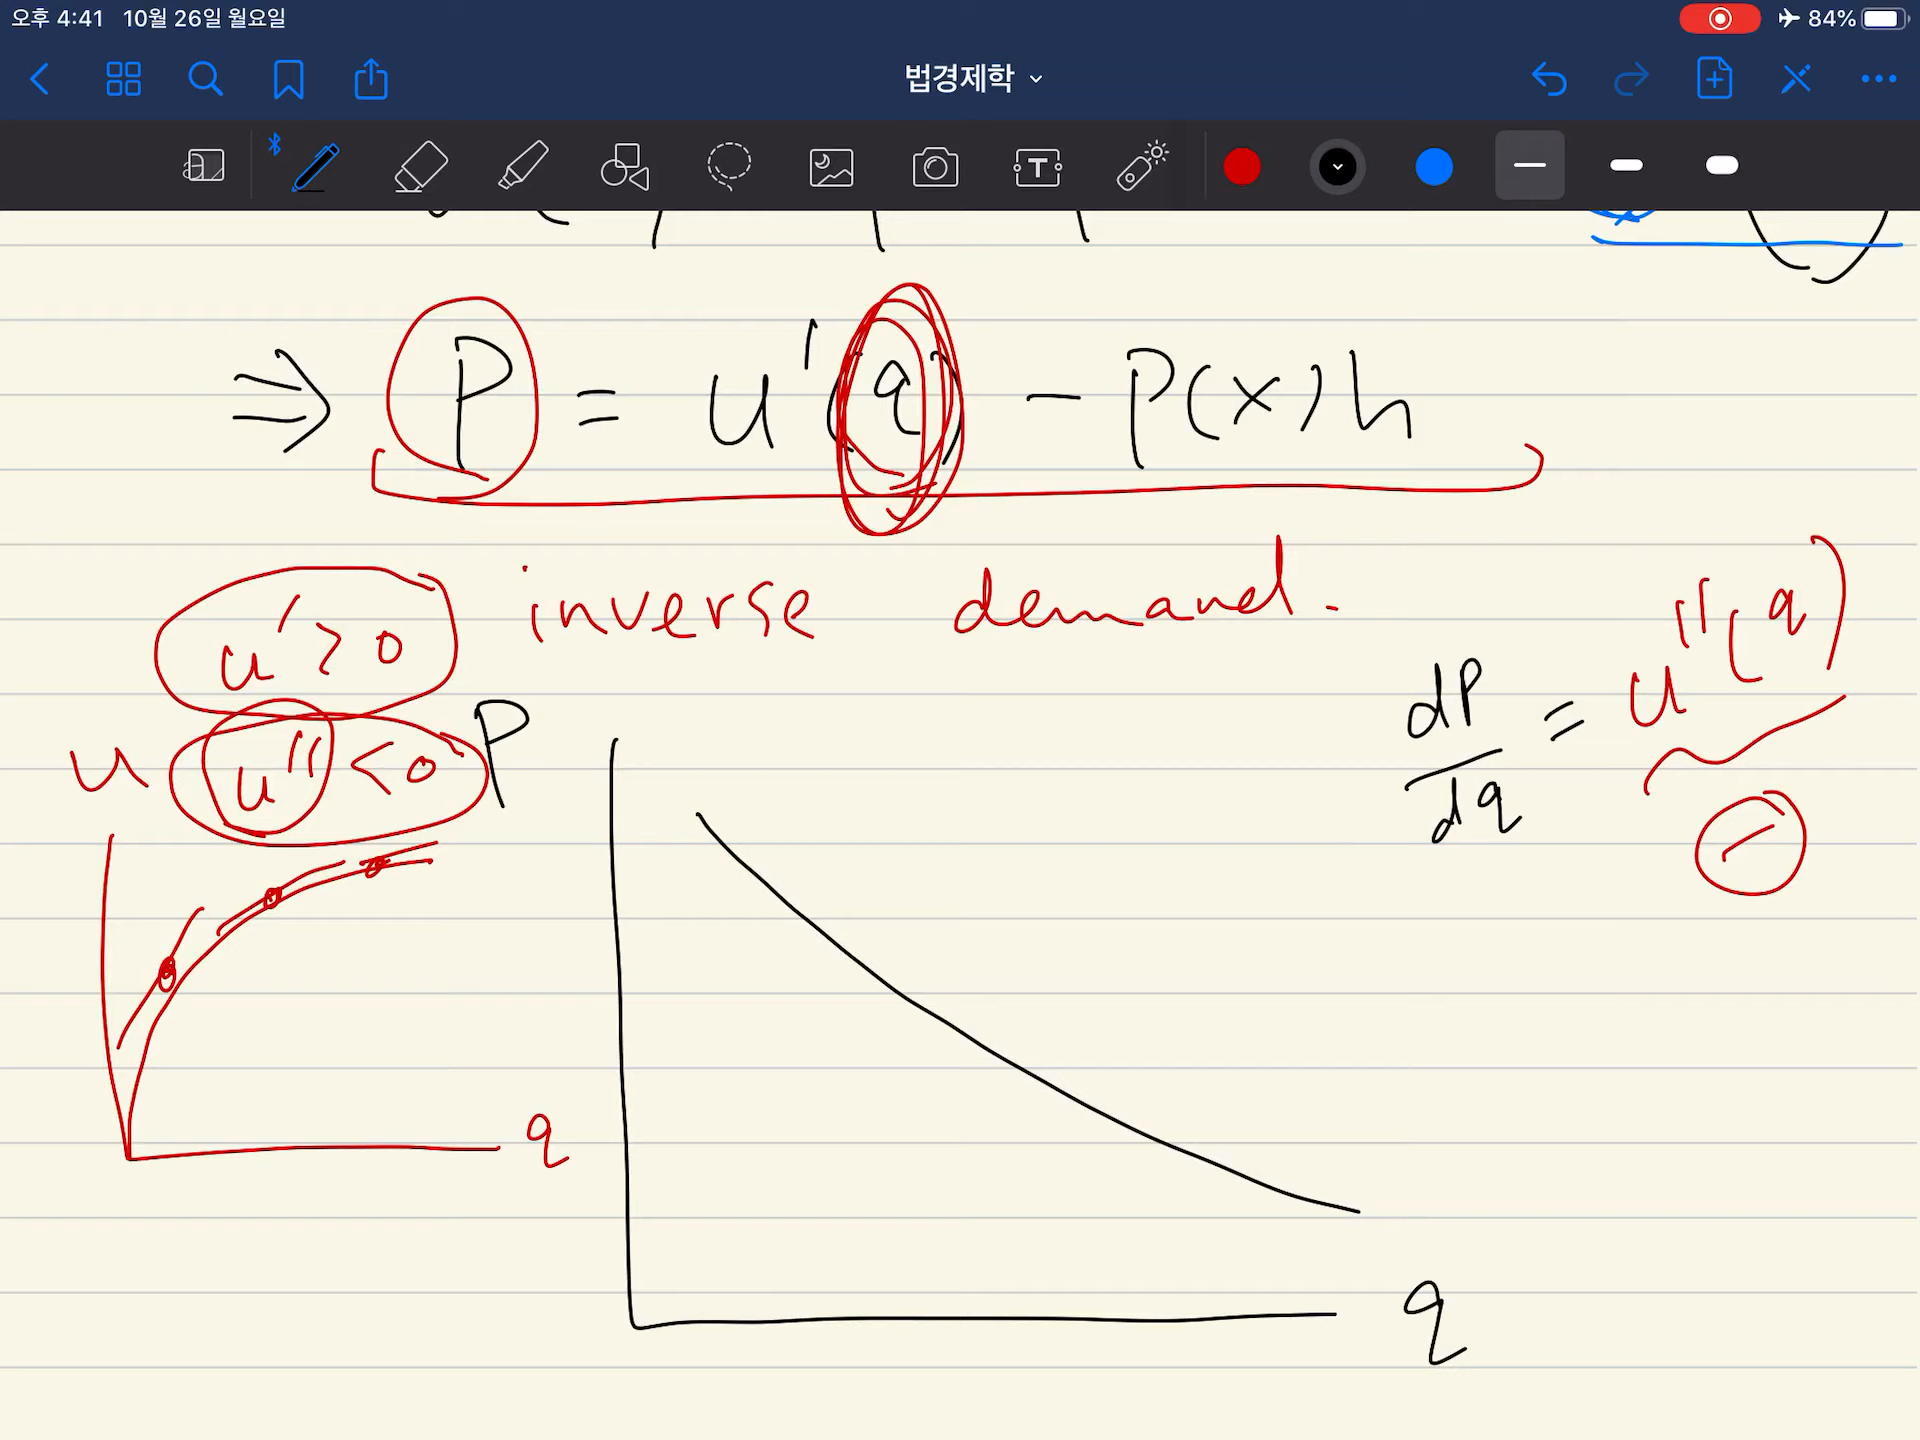 오후 4:41 10월 26일 월요일
84%
법경제학
⇒ P = u'(q) - P(x)h
inverse demand.
u' > 0
u'' < 0
dP/dq = u''(q)
⊖
u
q
P
q